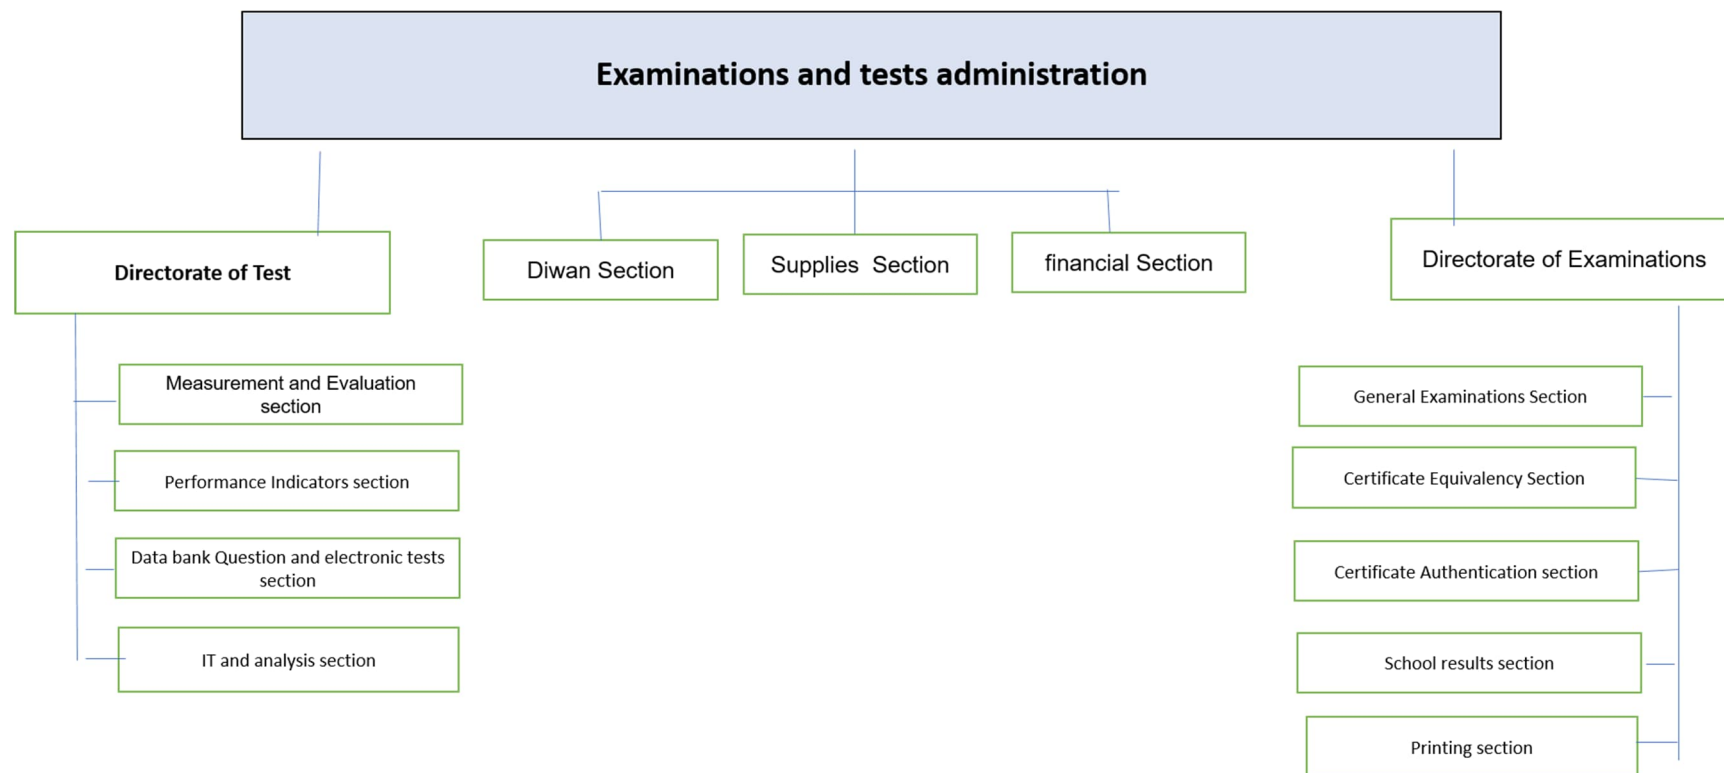 Examinations and tests administration
Directorate of Test
Diwan Section
Supplies Section
financial Section
Directorate of Examinations
Measurement and Evaluation
section
Performance Indicators section
Data bank Question and electronic tests
section
IT and analysis section
General Examinations Section
Certificate Equivalency Section
Certificate Authentication section
School results section
Printing section